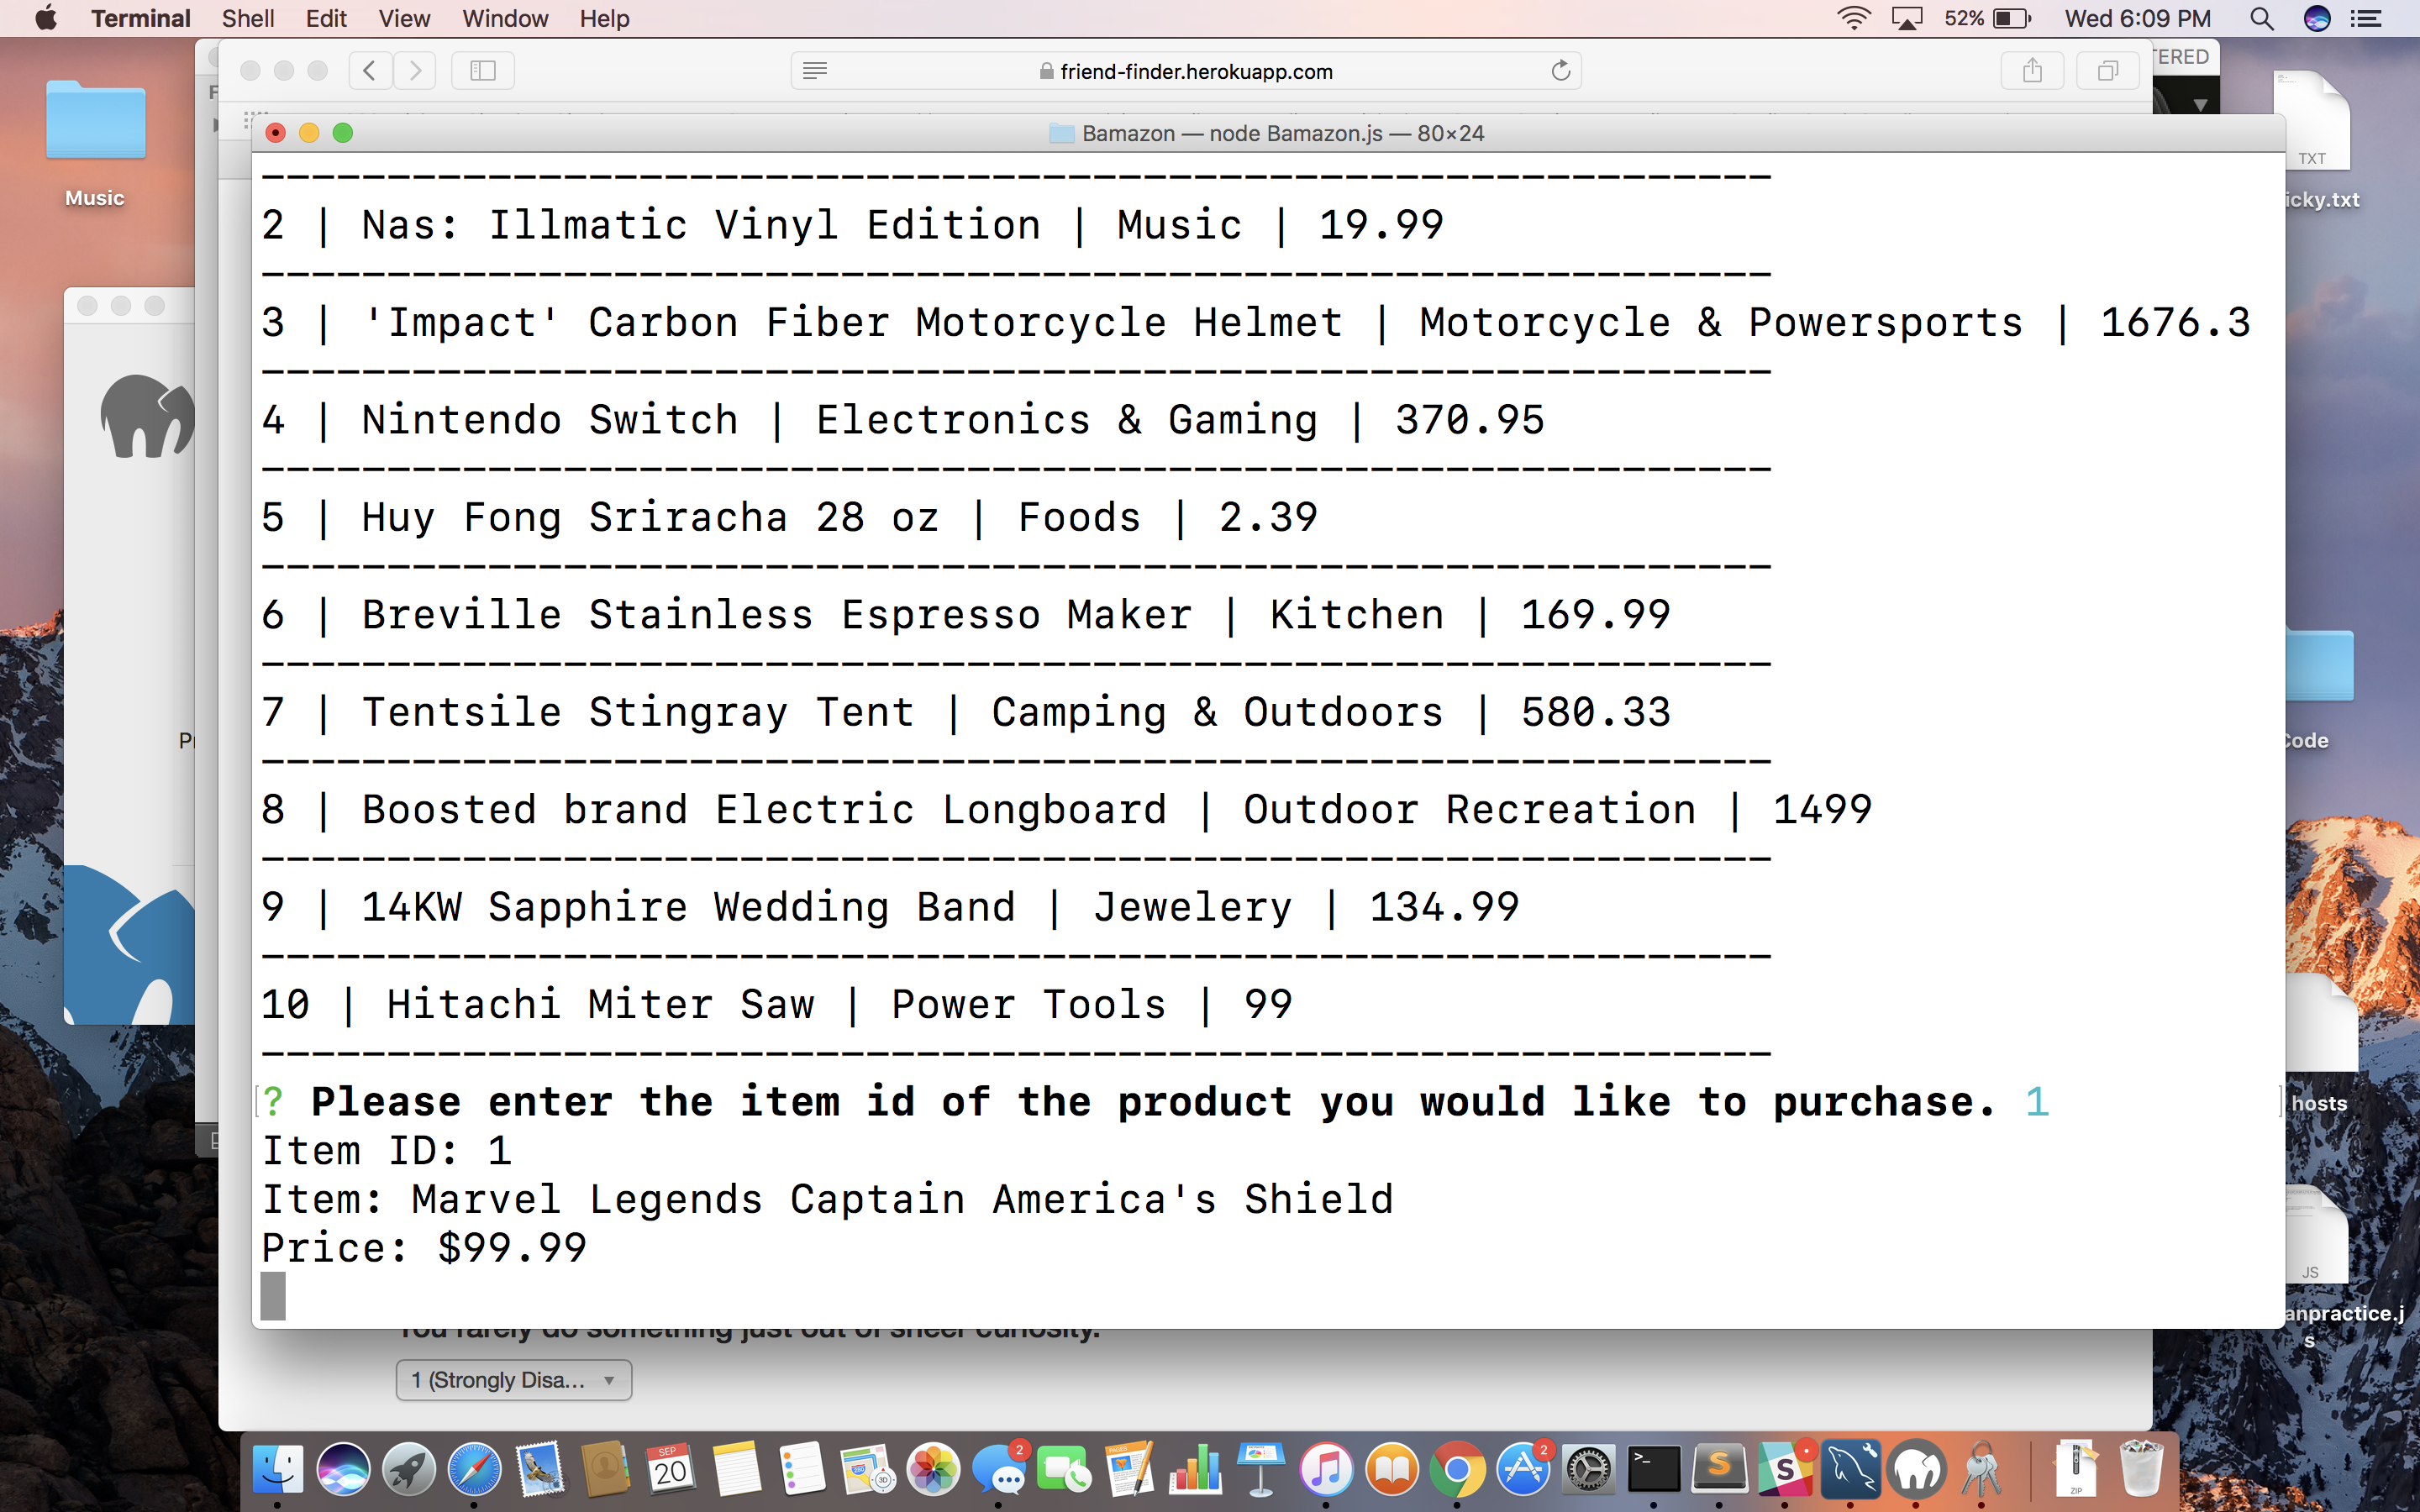 Terminal Shell Edit View Window Help 52% Wed 6:09 PM
friend-finder.herokuapp.com
TERED
Bamazon — node Bamazon.js — 80×24
Music
TXT
icky.txt
------------------------------------------------------------
2 | Nas: Illmatic Vinyl Edition | Music | 19.99
------------------------------------------------------------
3 | 'Impact' Carbon Fiber Motorcycle Helmet | Motorcycle & Powersports | 1676.3
------------------------------------------------------------
4 | Nintendo Switch | Electronics & Gaming | 370.95
------------------------------------------------------------
5 | Huy Fong Sriracha 28 oz | Foods | 2.39
------------------------------------------------------------
6 | Breville Stainless Espresso Maker | Kitchen | 169.99
------------------------------------------------------------
7 | Tentsile Stingray Tent | Camping & Outdoors | 580.33
------------------------------------------------------------
8 | Boosted brand Electric Longboard | Outdoor Recreation | 1499
------------------------------------------------------------
9 | 14KW Sapphire Wedding Band | Jewelery | 134.99
------------------------------------------------------------
10 | Hitachi Miter Saw | Power Tools | 99
------------------------------------------------------------
[? Please enter the item id of the product you would like to purchase. 1 ]
Item ID: 1
Item: Marvel Legends Captain America's Shield
Price: $99.99
Code
hosts
JS
anpractice.j
s
You rarely do something just out of sheer curiosity.
1 (Strongly Disa...
SEP
20
PAGES
3D
2
2
ZIP